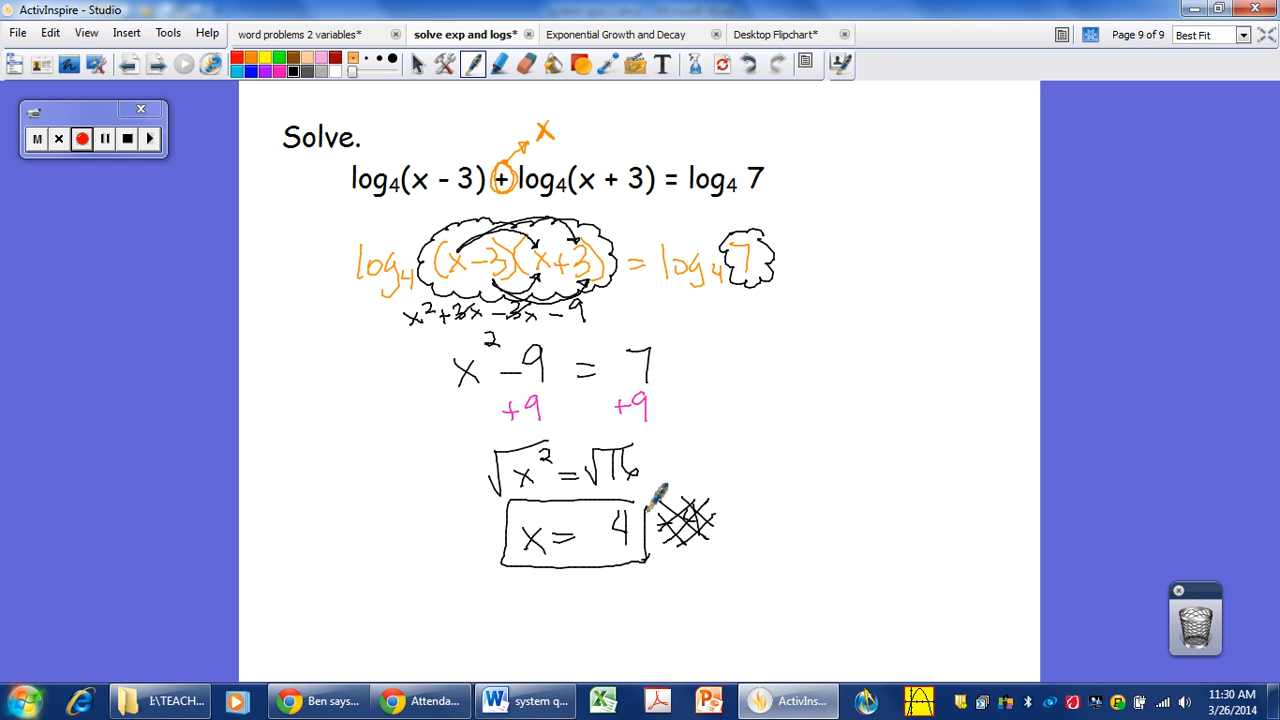 ActivInspire - Studio
File Edit View Insert Tools Help
word problems 2 variables* solve exp and logs* Exponential Growth and Decay Desktop Flipchart* Page 9 of 9 Best Fit
M
Solve.
x
log₄(x - 3) + log₄(x + 3) = log₄ 7
log₄ (x-3)(x+3) = log₄ 7
x² +3x -3x -9
x² -9 = 7
+9 +9
√x² = √16
x = 4
I:\TEACH... Ben says... Attenda... system q... ActivIns... 11:30 AM
3/26/2014